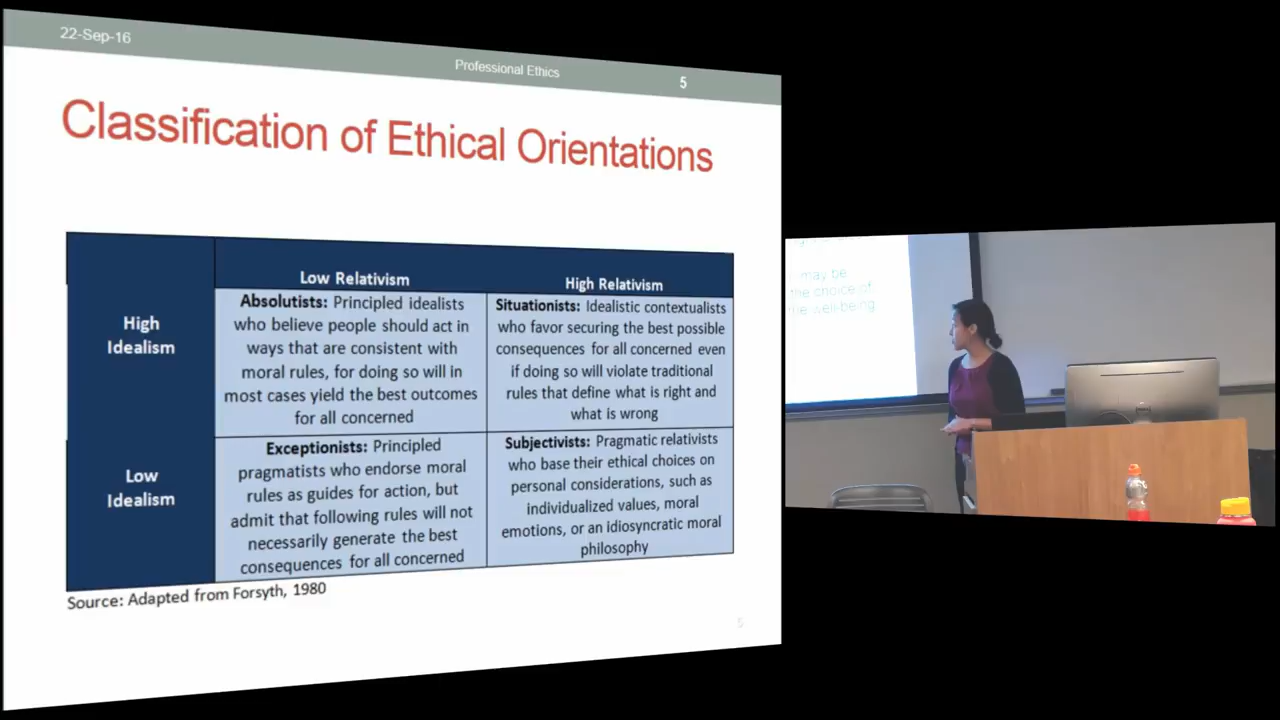 22-Sep-16
Professional Ethics
5
Classification of Ethical Orientations
Low Relativism
High Relativism
High
Idealism
Absolutists: Principled idealists
who believe people should act in
ways that are consistent with
moral rules, for doing so will in
most cases yield the best outcomes
for all concerned
Situationists: Idealistic contextualists
who favor securing the best possible
consequences for all concerned even
if doing so will violate traditional
rules that define what is right and
what is wrong
Low
Idealism
Exceptionists: Principled
pragmatists who endorse moral
rules as guides for action, but
admit that following rules will not
necessarily generate the best
consequences for all concerned
Subjectivists: Pragmatic relativists
who base their ethical choices on
personal considerations, such as
individualized values, moral
emotions, or an idiosyncratic moral
philosophy
Source: Adapted from Forsyth, 1980
5
may be
the choice of
well-being